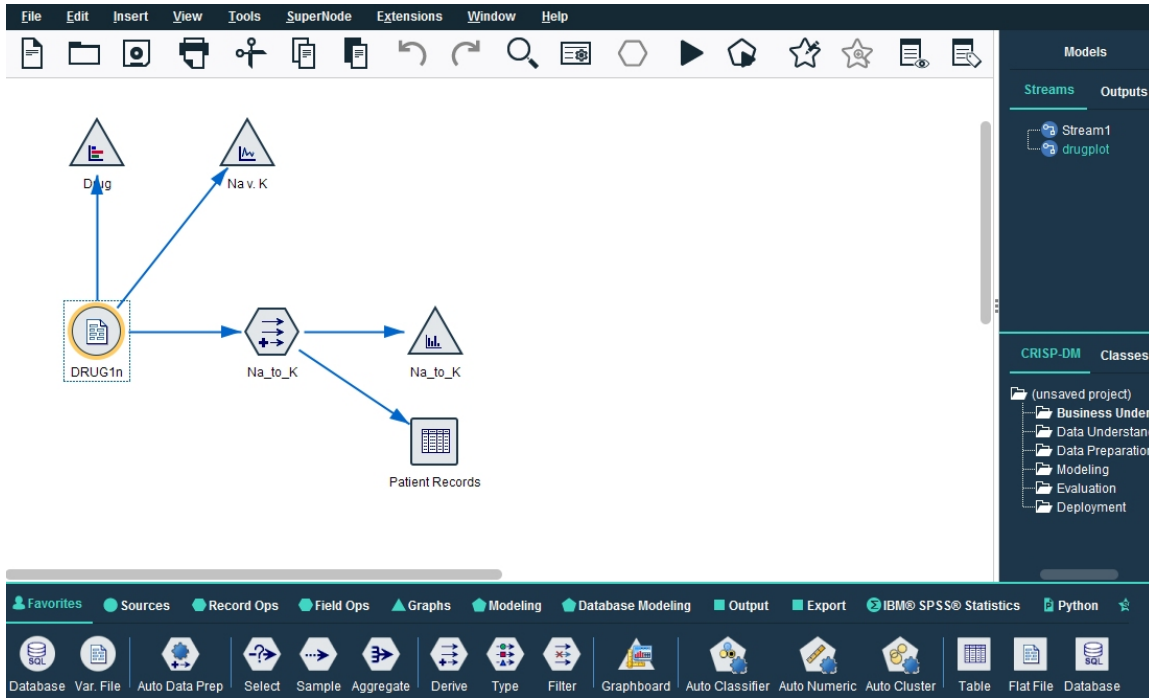 File Edit Insert View Tools SuperNode Extensions Window Help
Models
Streams Outputs
Stream1
drugplot
Drug
Na v. K
DRUG1n
Na_to_K
Na_to_K
Patient Records
CRISP-DM Classes
(unsaved project)
Business Under
Data Understan
Data Preparation
Modeling
Evaluation
Deployment
Favorites Sources Record Ops Field Ops Graphs Modeling Database Modeling Output Export IBM® SPSS® Statistics Python
SQL SQL
Database Var. File Auto Data Prep Select Sample Aggregate Derive Type Filter Graphboard Auto Classifier Auto Numeric Auto Cluster Table Flat File Database